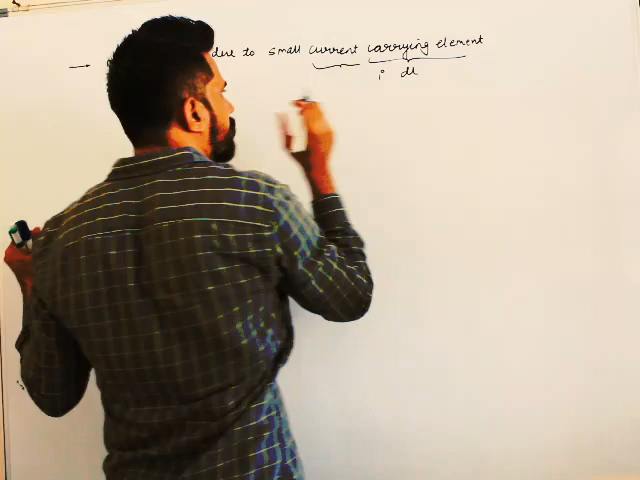 due to small current carrying element
i dl